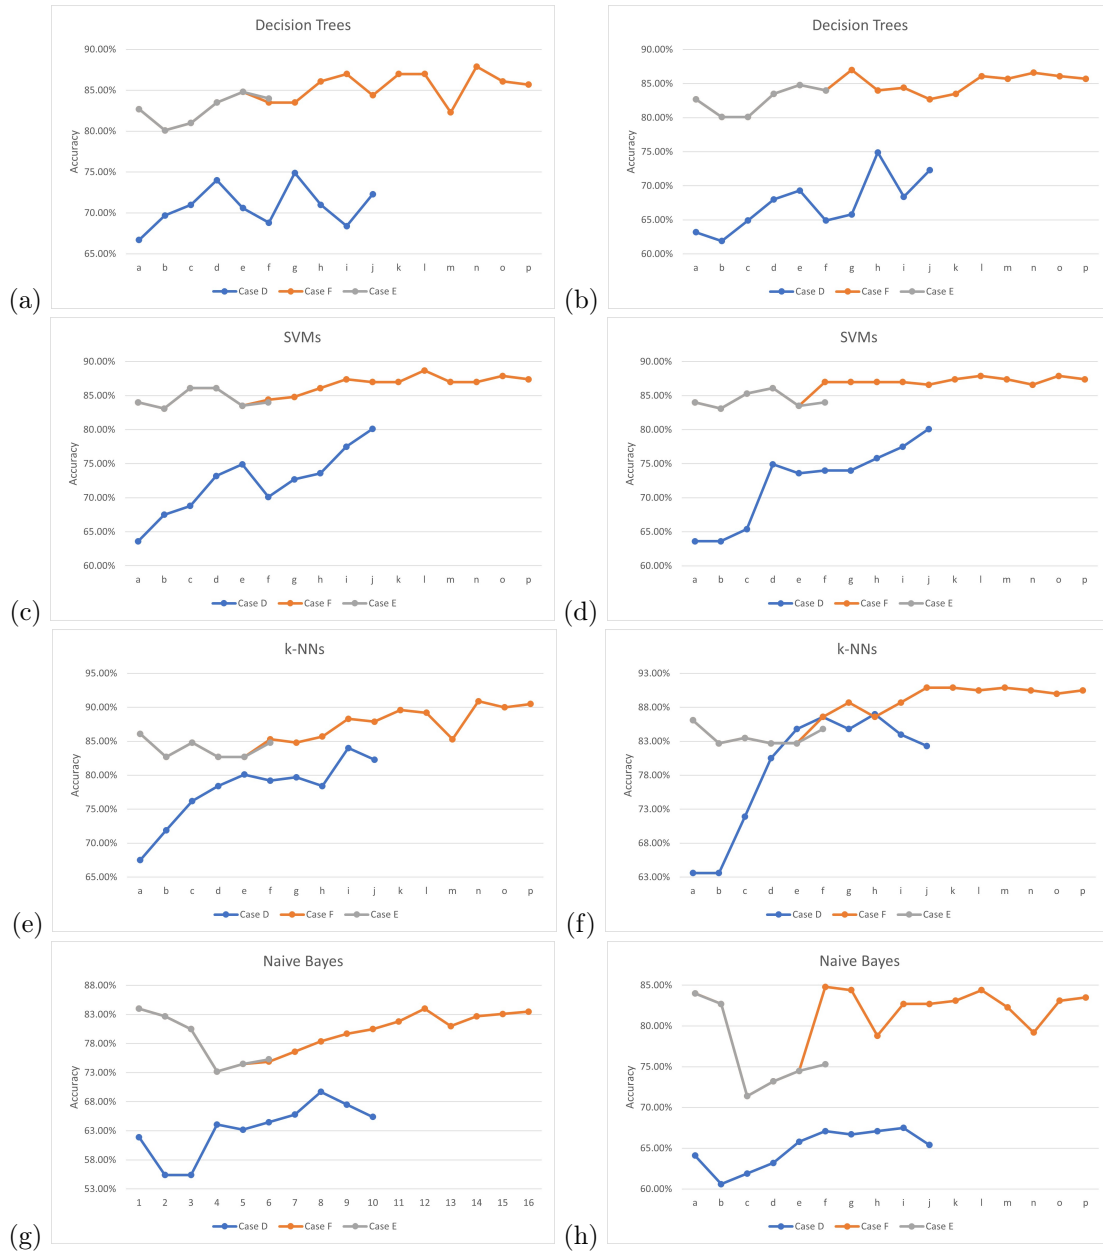 Decision Trees
90.00%
85.00%
80.00%
75.00%
70.00%
65.00%
Accuracy
a b c d e f g h i j k l m n o p
Case D Case F Case E
(a)
Decision Trees
90.00%
85.00%
80.00%
75.00%
70.00%
65.00%
60.00%
Accuracy
a b c d e f g h i j k l m n o p
Case D Case F Case E
(b)
SVMs
90.00%
85.00%
80.00%
75.00%
70.00%
65.00%
60.00%
Accuracy
a b c d e f g h i j k l m n o p
Case D Case F Case E
(c)
SVMs
90.00%
85.00%
80.00%
75.00%
70.00%
65.00%
60.00%
Accuracy
a b c d e f g h i j k l m n o p
Case D Case F Case E
(d)
k-NNs
95.00%
90.00%
85.00%
80.00%
75.00%
70.00%
65.00%
Accuracy
a b c d e f g h i j k l m n o p
Case D Case F Case E
(e)
k-NNs
93.00%
88.00%
83.00%
78.00%
73.00%
68.00%
63.00%
Accuracy
a b c d e f g h i j k l m n o p
Case D Case F Case E
(f)
Naive Bayes
88.00%
83.00%
78.00%
73.00%
68.00%
63.00%
58.00%
53.00%
Accuracy
1 2 3 4 5 6 7 8 9 10 11 12 13 14 15 16
Case D Case F Case E
(g)
Naive Bayes
85.00%
80.00%
75.00%
70.00%
65.00%
60.00%
Accuracy
a b c d e f g h i j k l m n o p
Case D Case F Case E
(h)